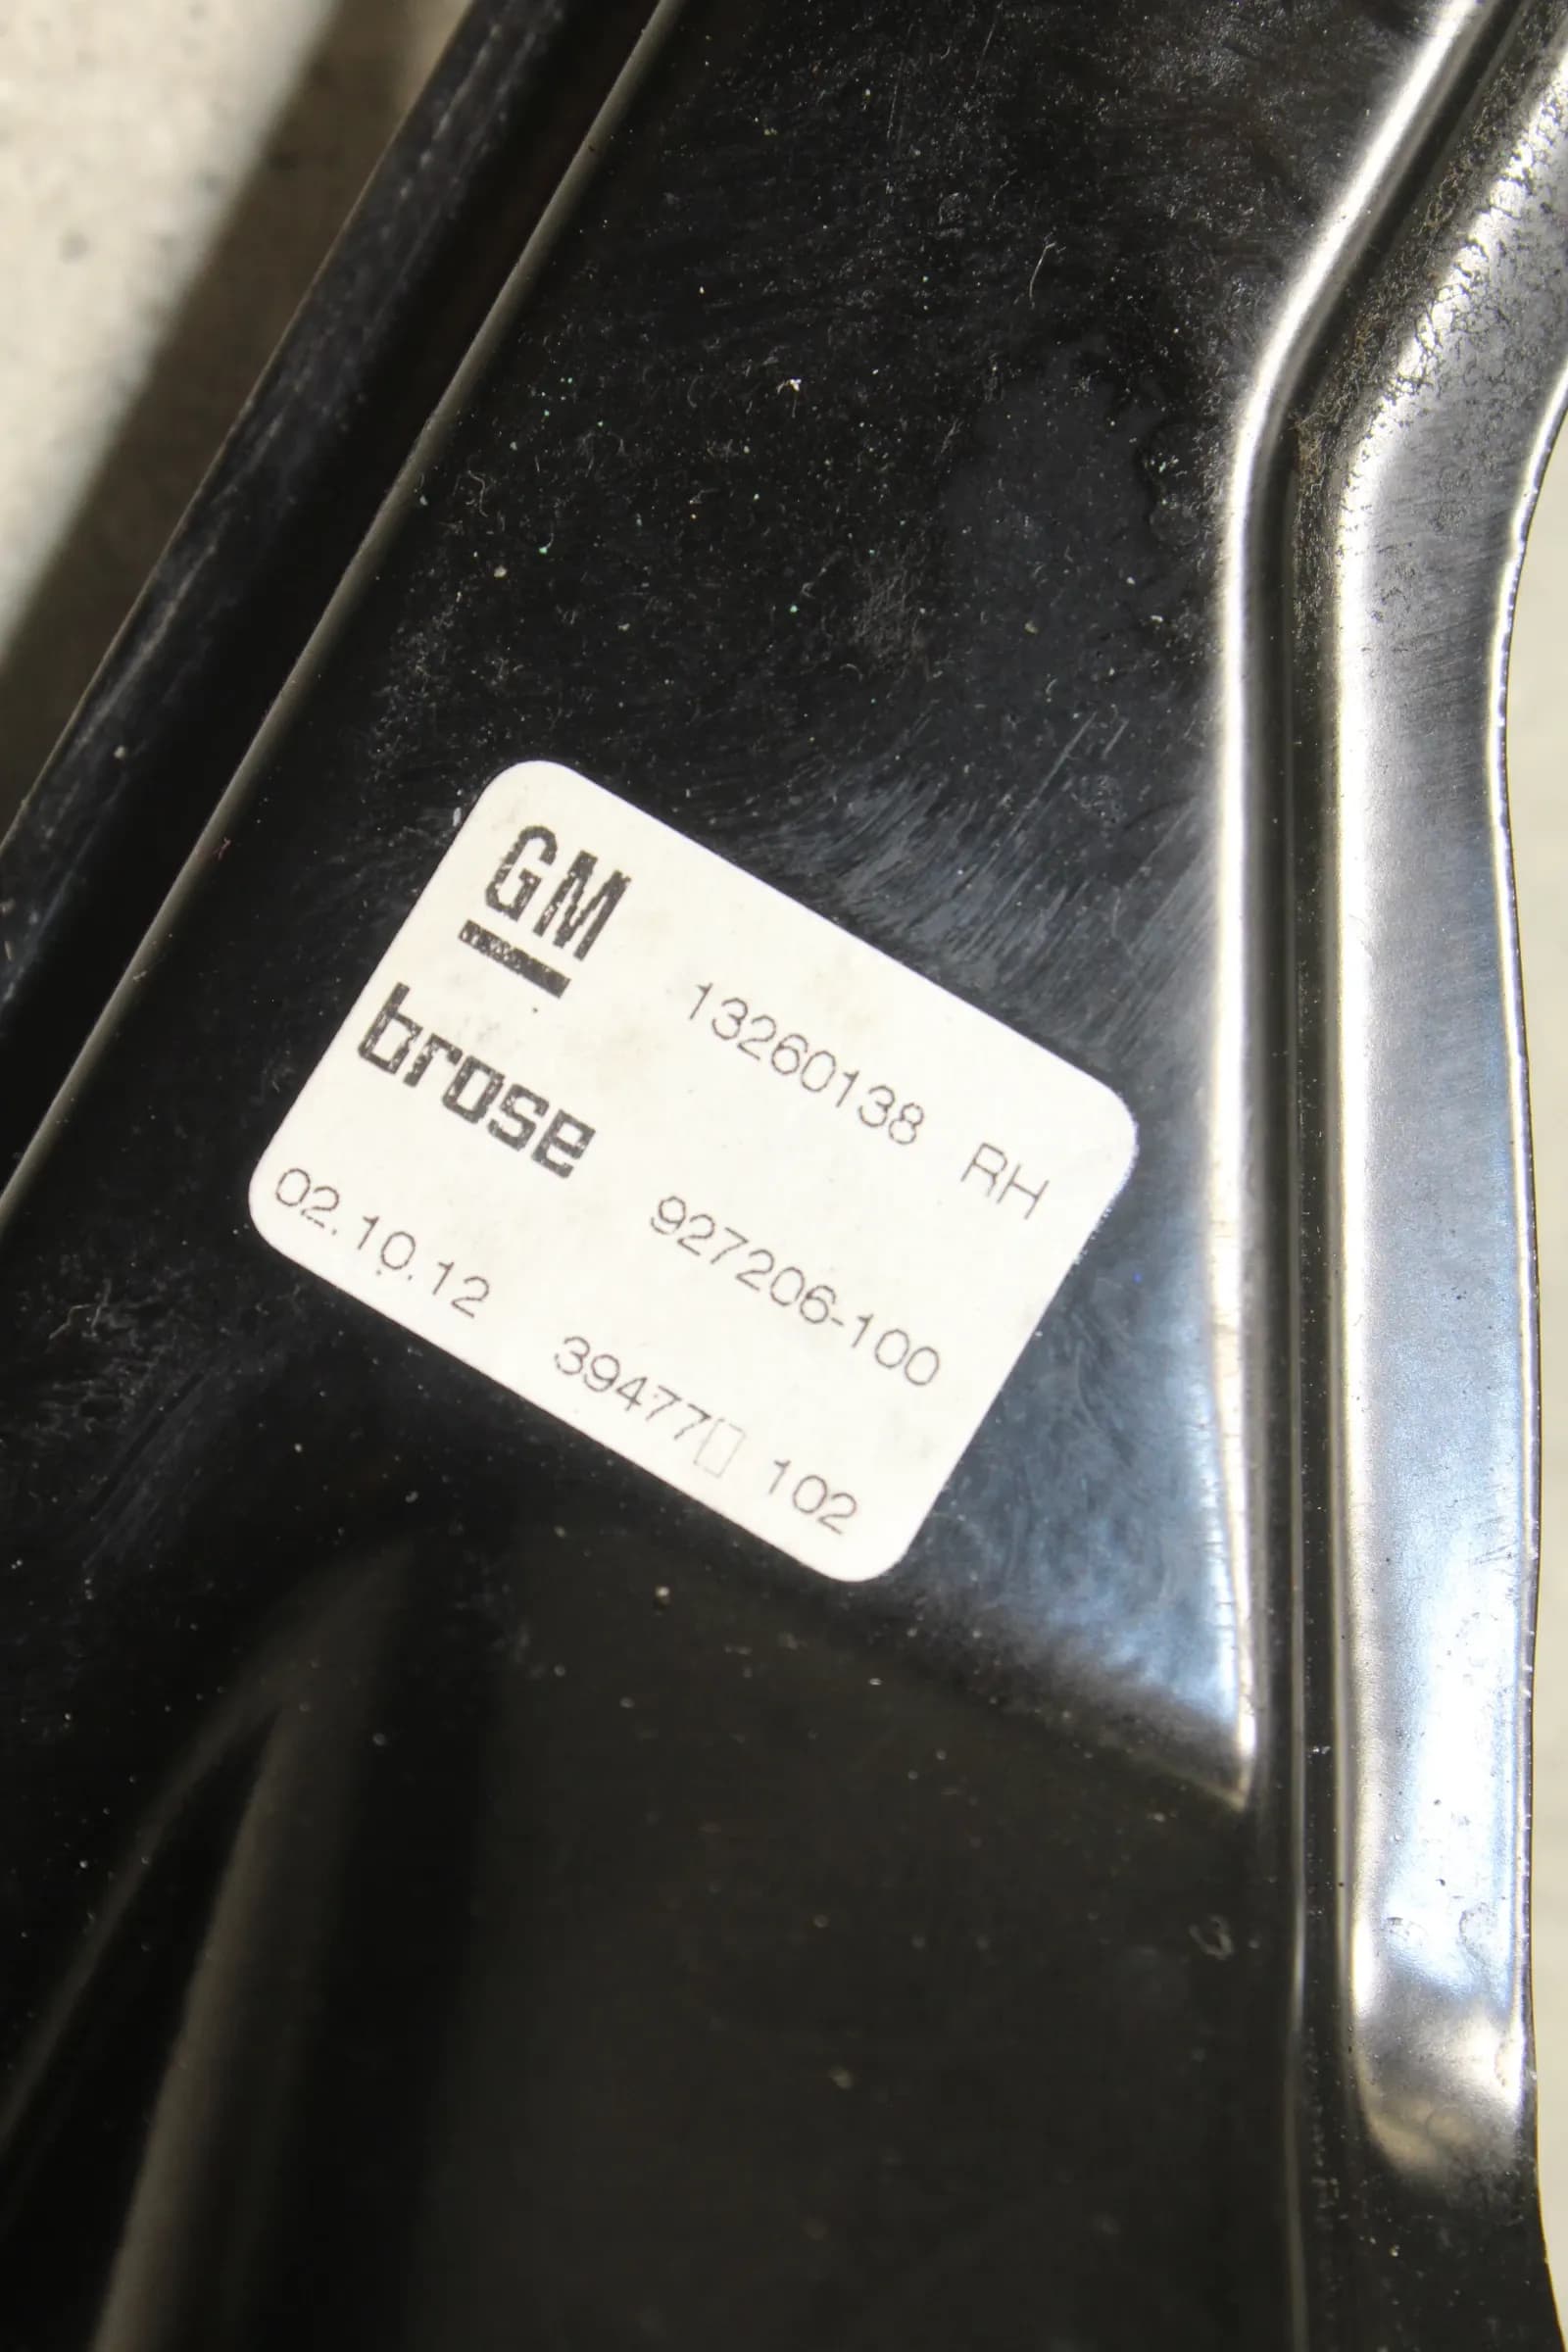 GM 13260138 RH
brose 927206-100
02.10.12 39477▯ 102